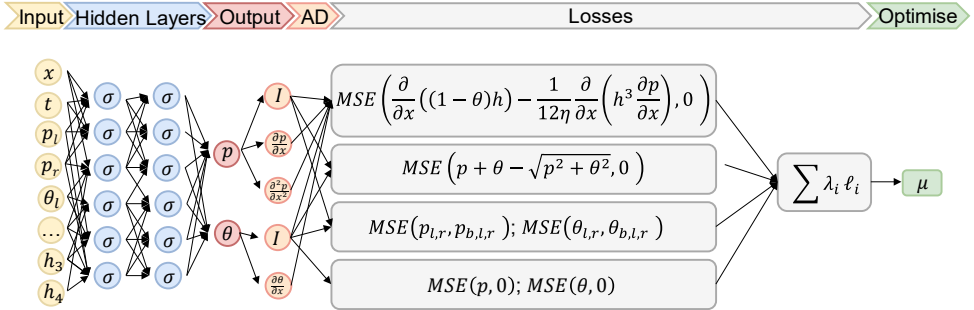 Input Hidden Layers Output AD Losses Optimise
x
t
p_l
p_r
θ_l
...
h_3
h_4
σ σ
σ σ
σ σ
σ σ
σ σ
σ σ
p
θ
I
∂p/∂x
∂²p/∂x²
I
∂θ/∂x
MSE(∂/∂x((1 − θ)h) − 1/12η ∂/∂x(h³ ∂p/∂x), 0)
MSE(p + θ − √(p² + θ²), 0)
MSE(p_{l,r}, p_{b,l,r}); MSE(θ_{l,r}, θ_{b,l,r})
MSE(p, 0); MSE(θ, 0)
∑ λ_i ℓ_i
μ